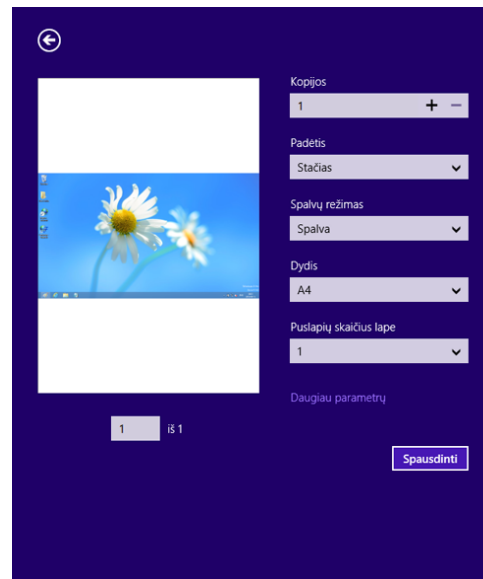 Kopijos
1
Padėtis
Stačias
Spalvų režimas
Spalva
Dydis
A4
Puslapių skaičius lape
1
Daugiau parametrų
1 iš 1
Spausdinti